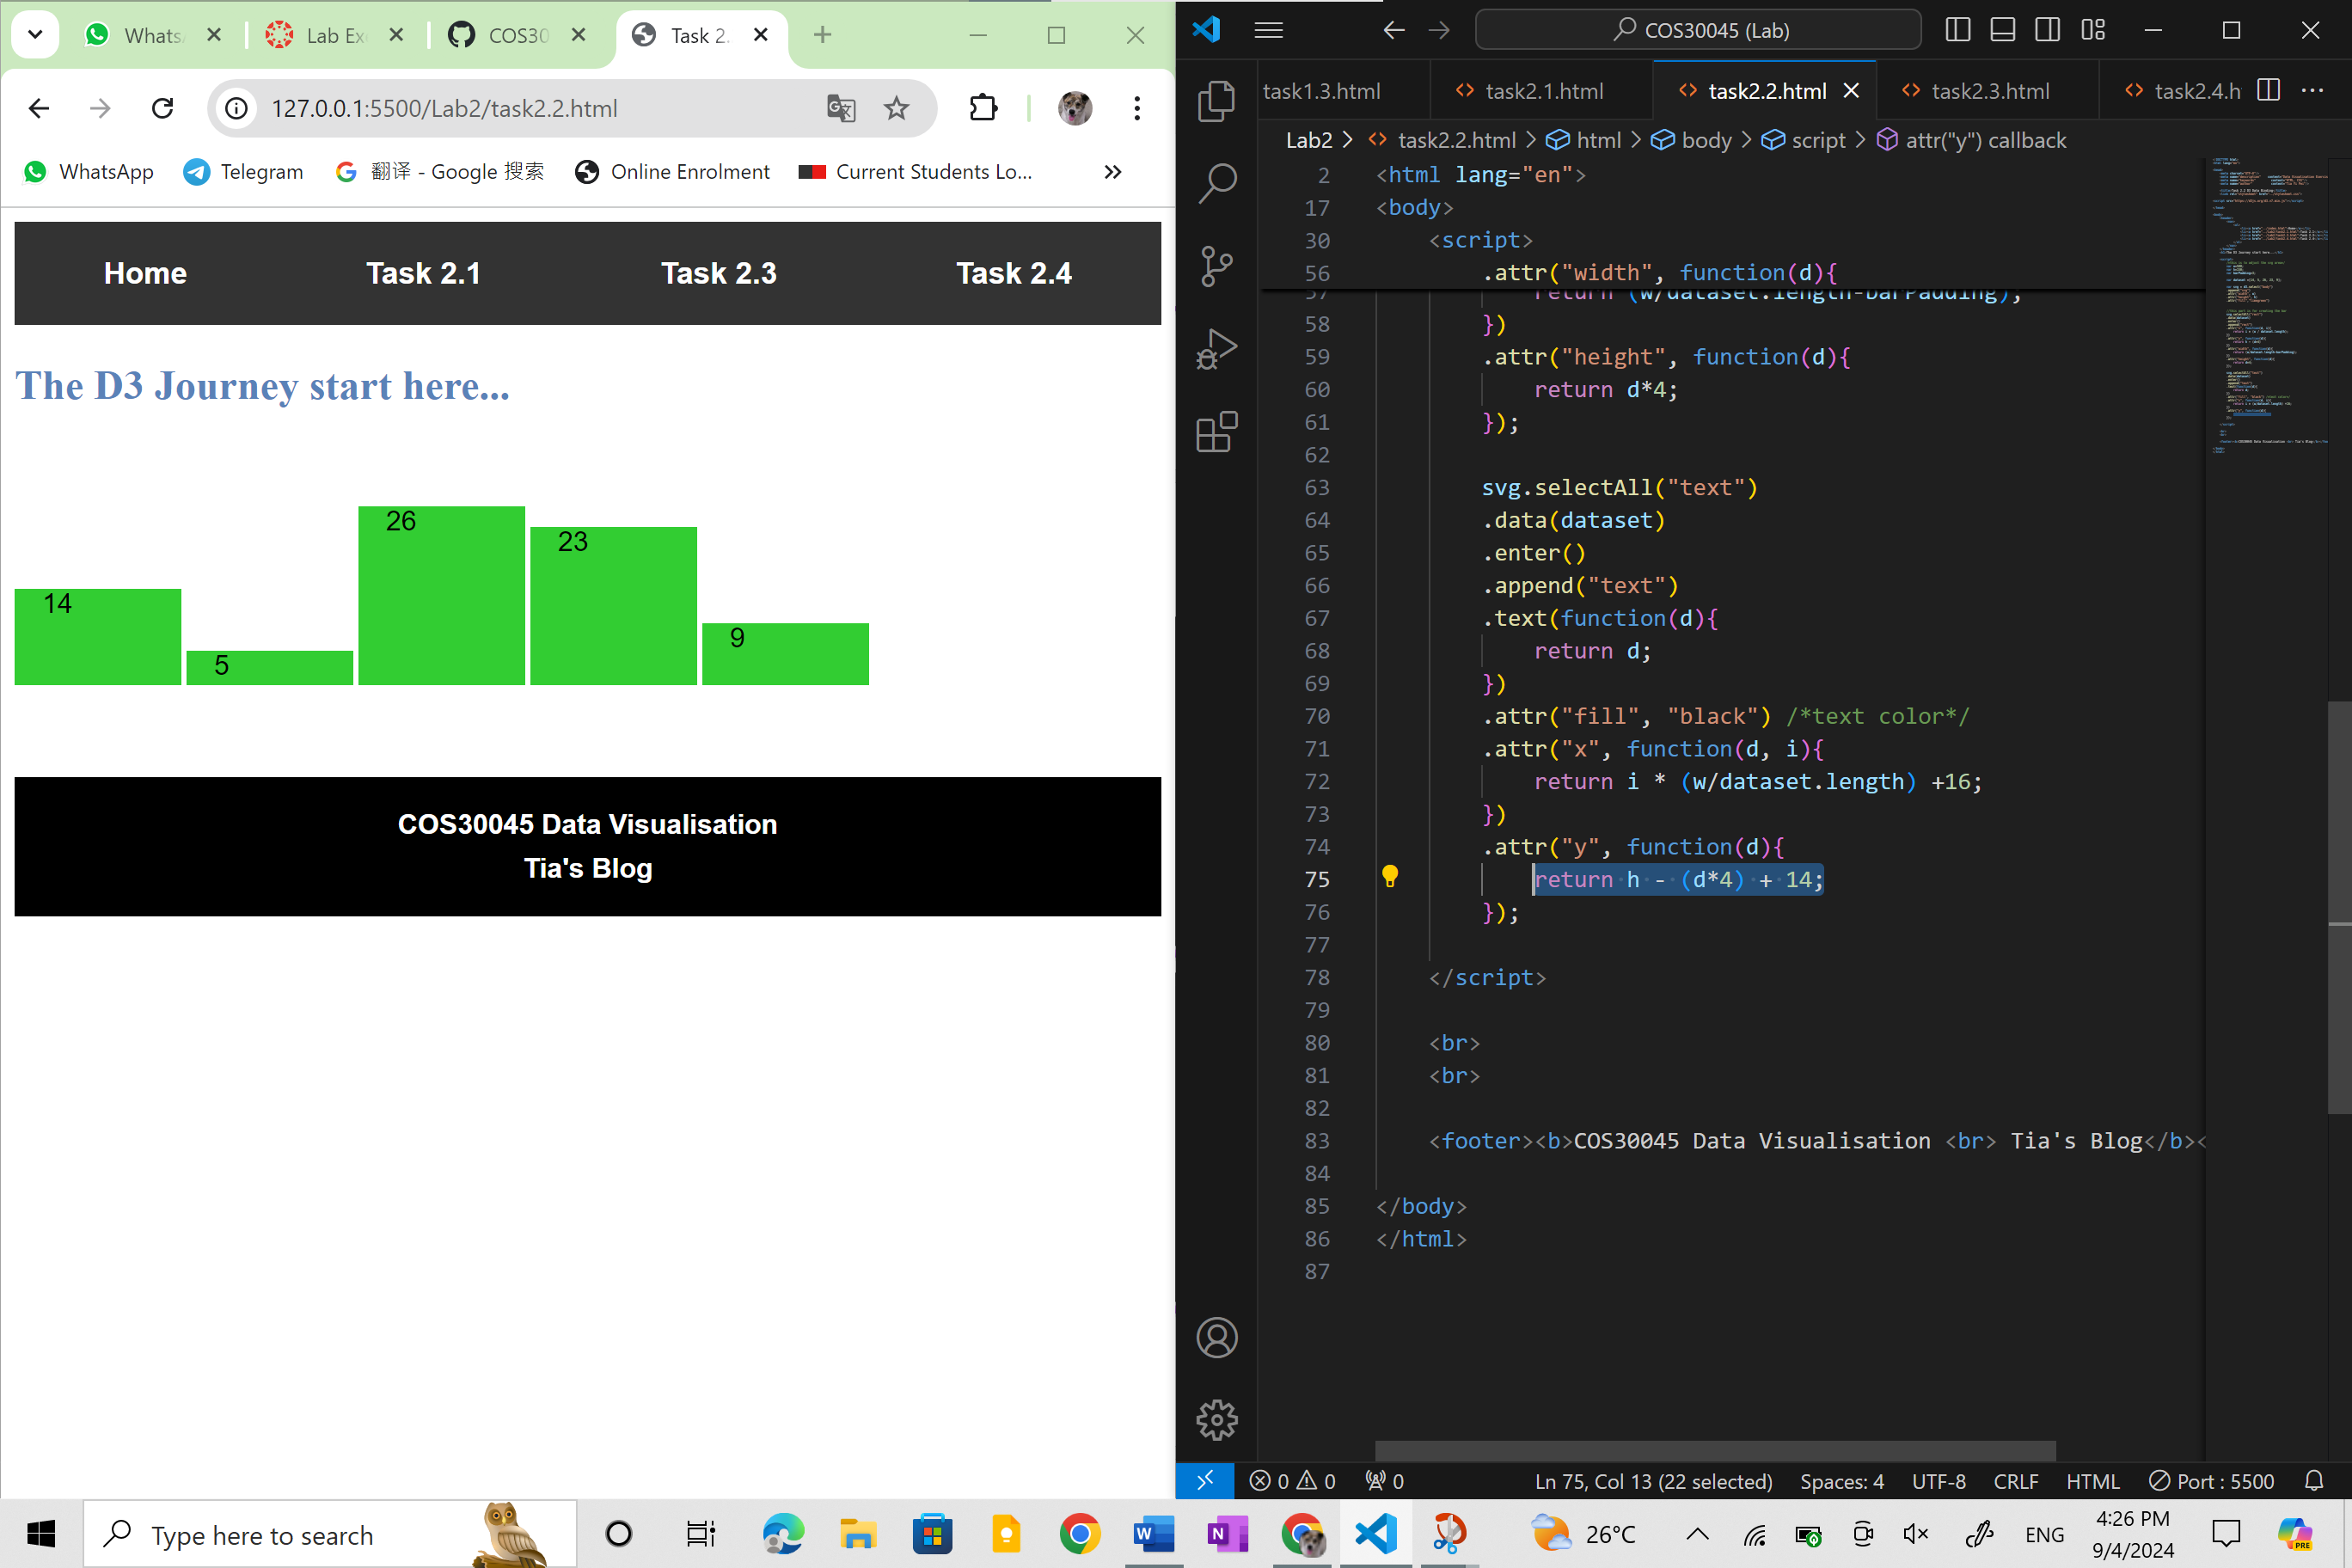 Whats
Lab Ex
COS30
Task 2.
127.0.0.1:5500/Lab2/task2.2.html
WhatsApp
Telegram
翻译 - Google 搜索
Online Enrolment
Current Students Lo...
Home
Task 2.1
Task 2.3
Task 2.4
The D3 Journey start here...
14
5
26
23
9
COS30045 Data Visualisation
Tia's Blog
COS30045 (Lab)
task1.3.html
task2.1.html
task2.2.html
task2.3.html
task2.4.h
Lab2 > task2.2.html > html > body > script > attr("y") callback
2 <html lang="en">
17 <body>
30 <script>
56 .attr("width", function(d){
57 return (w/dataset.length-barPadding);
58 })
59 .attr("height", function(d){
60 return d*4;
61 });
62
63 svg.selectAll("text")
64 .data(dataset)
65 .enter()
66 .append("text")
67 .text(function(d){
68 return d;
69 })
70 .attr("fill", "black") /*text color*/
71 .attr("x", function(d, i){
72 return i * (w/dataset.length) +16;
73 })
74 .attr("y", function(d){
75 return h - (d*4) + 14;
76 });
77
78 </script>
79
80 <br>
81 <br>
82
83 <footer><b>COS30045 Data Visualisation <br> Tia's Blog</b><
84
85 </body>
86 </html>
87
0 0 0
Ln 75, Col 13 (22 selected)
Spaces: 4
UTF-8
CRLF
HTML
Port : 5500
Type here to search
26°C
ENG
4:26 PM
9/4/2024
PRE